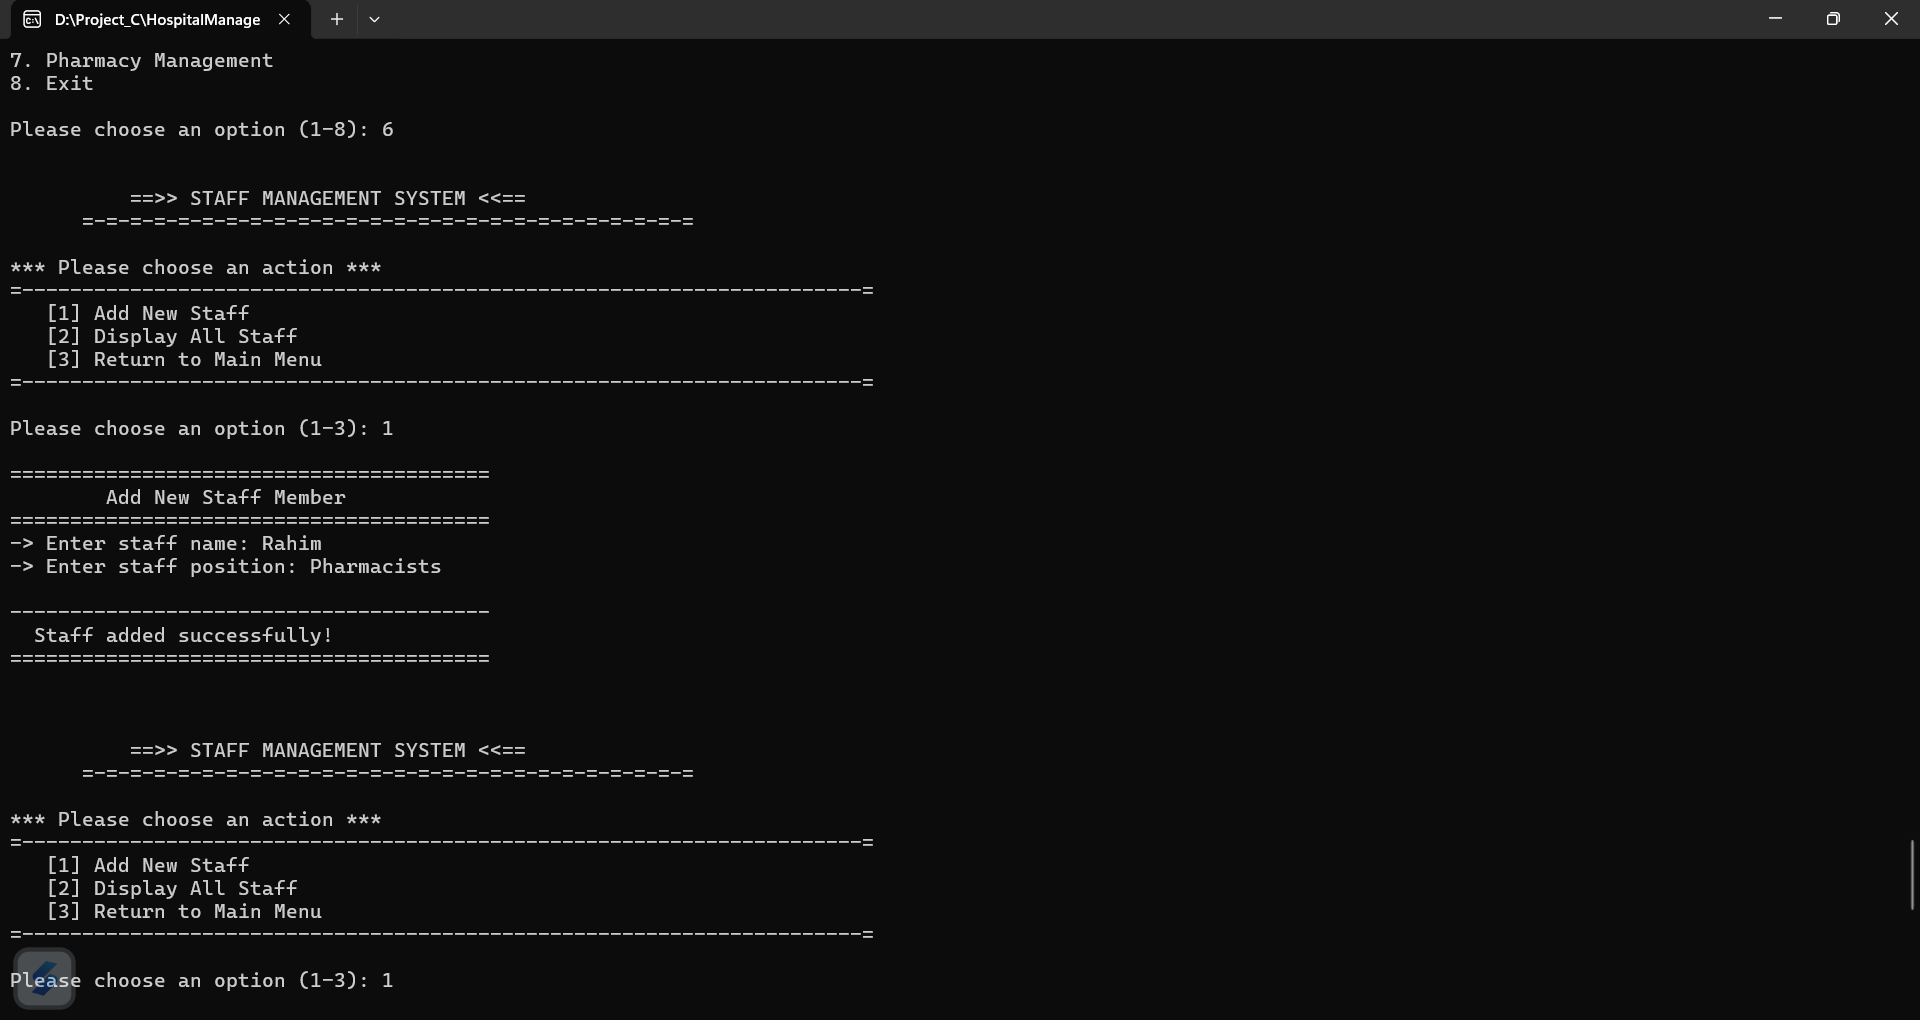 D:\Project_C\HospitalManage
7. Pharmacy Management
8. Exit
Please choose an option (1-8): 6
==>> STAFF MANAGEMENT SYSTEM <<==
=-=-=-=-=-=-=-=-=-=-=-=-=-=-=-=-=-=-=-=-=-=-=-=-=-=
*** Please choose an action ***
=----------------------------------------------------------------------=
[1] Add New Staff
[2] Display All Staff
[3] Return to Main Menu
=----------------------------------------------------------------------=
Please choose an option (1-3): 1
========================================
Add New Staff Member
========================================
-> Enter staff name: Rahim
-> Enter staff position: Pharmacists
----------------------------------------
Staff added successfully!
========================================
==>> STAFF MANAGEMENT SYSTEM <<==
=-=-=-=-=-=-=-=-=-=-=-=-=-=-=-=-=-=-=-=-=-=-=-=-=-=
*** Please choose an action ***
=----------------------------------------------------------------------=
[1] Add New Staff
[2] Display All Staff
[3] Return to Main Menu
=----------------------------------------------------------------------=
Please choose an option (1-3): 1